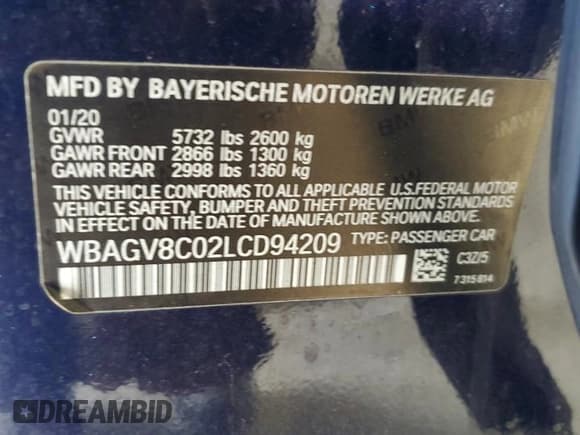 MFD BY BAYERISCHE MOTOREN WERKE AG
01/20
GVWR 5732 lbs 2600 kg
GAWR FRONT 2866 lbs 1300 kg
GAWR REAR 2998 lbs 1360 kg
THIS VEHICLE CONFORMS TO ALL APPLICABLE U.S.FEDERAL MOTOR
VEHICLE SAFETY, BUMPER AND THEFT PREVENTION STANDARDS
IN EFFECT ON THE DATE OF MANUFACTURE SHOWN ABOVE.
WBAGV8C02LCD94209 TYPE: PASSENGER CAR
C3Z/5
7 315 814
DREAMBID